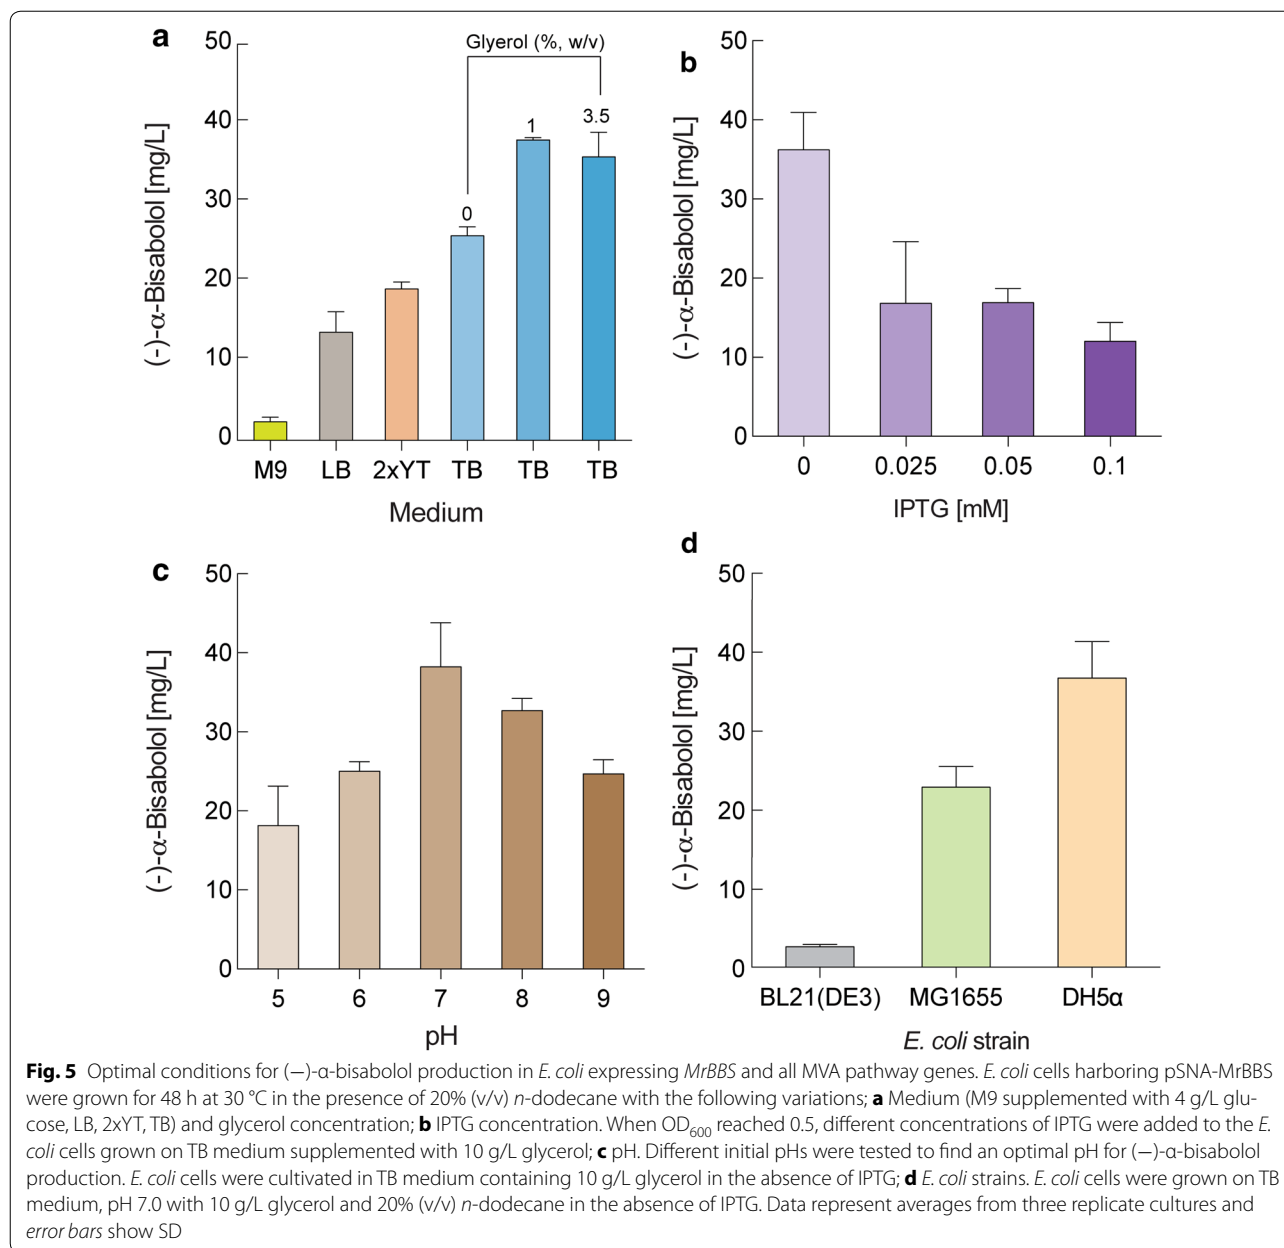 a
50
40
30
20
10
0
(-)-α-Bisabolol [mg/L]
Glyerol (%, w/v)
0
1
3.5
M9 LB 2xYT TB TB TB
Medium
b
50
40
30
20
10
0
(-)-α-Bisabolol [mg/L]
0 0.025 0.05 0.1
IPTG [mM]
c
50
40
30
20
10
0
(-)-α-Bisabolol [mg/L]
5 6 7 8 9
pH
d
50
40
30
20
10
0
(-)-α-Bisabolol [mg/L]
BL21(DE3) MG1655 DH5α
E. coli strain
Fig. 5 Optimal conditions for (—)-α-bisabolol production in E. coli expressing MrBBS and all MVA pathway genes. E. coli cells harboring pSNA-MrBBS
were grown for 48 h at 30 °C in the presence of 20% (v/v) n-dodecane with the following variations; a Medium (M9 supplemented with 4 g/L glu-
cose, LB, 2xYT, TB) and glycerol concentration; b IPTG concentration. When OD600 reached 0.5, different concentrations of IPTG were added to the E.
coli cells grown on TB medium supplemented with 10 g/L glycerol; c pH. Different initial pHs were tested to find an optimal pH for (—)-α-bisabolol
production. E. coli cells were cultivated in TB medium containing 10 g/L glycerol in the absence of IPTG; d E. coli strains. E. coli cells were grown on TB
medium, pH 7.0 with 10 g/L glycerol and 20% (v/v) n-dodecane in the absence of IPTG. Data represent averages from three replicate cultures and
error bars show SD